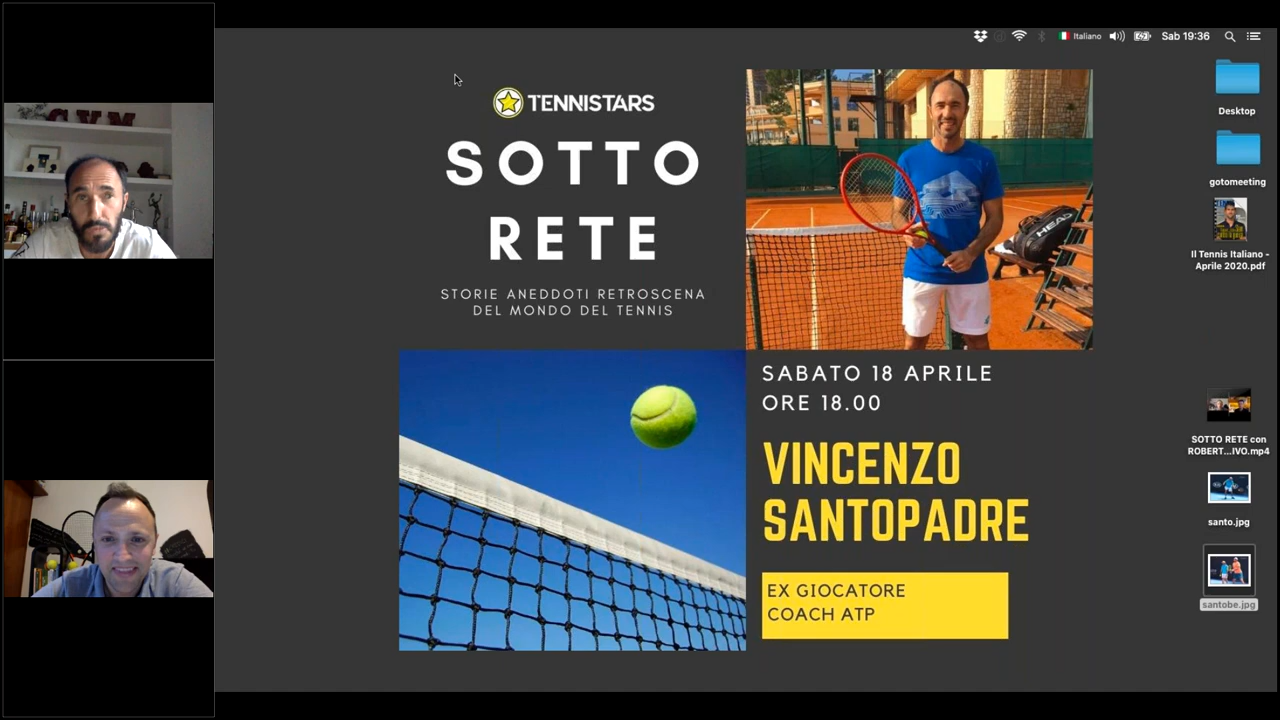 Italiano
Sab 19:36
TENNISTARS
SOTTO
RETE
STORIE ANEDDOTI RETROSCENA
DEL MONDO DEL TENNIS
HEAD
SABATO 18 APRILE
ORE 18.00
VINCENZO
SANTOPADRE
EX GIOCATORE
COACH ATP
Desktop
gotomeeting
Il Tennis Italiano -
Aprile 2020.pdf
SOTTO RETE con
ROBERT...IVO.mp4
santo.jpg
santobe.jpg